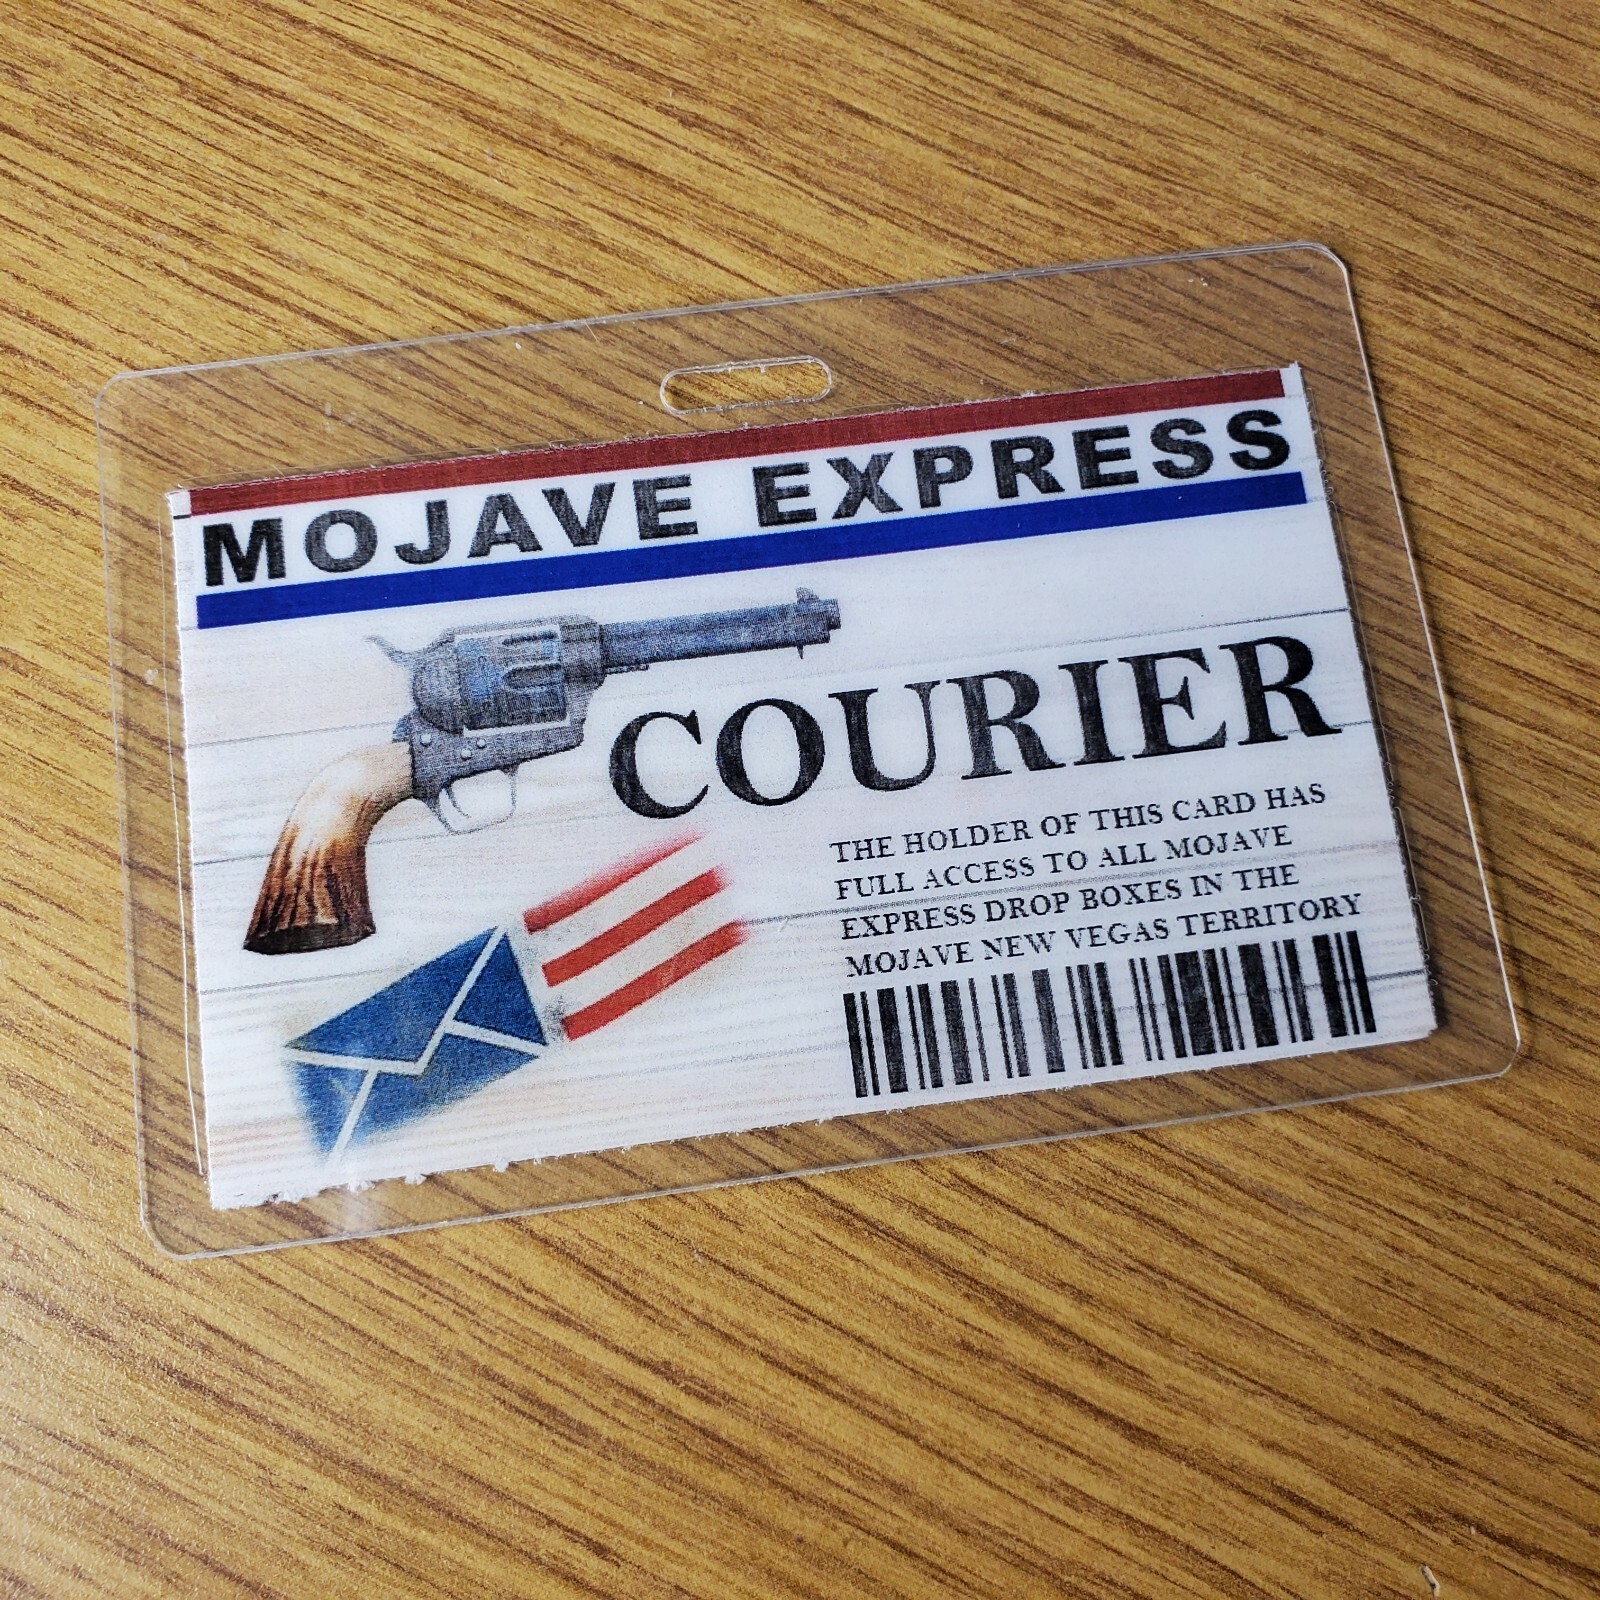 MOJAVE EXPRESS
COURIER
THE HOLDER OF THIS CARD HAS
FULL ACCESS TO ALL MOJAVE
EXPRESS DROP BOXES IN THE
MOJAVE NEW VEGAS TERRITORY